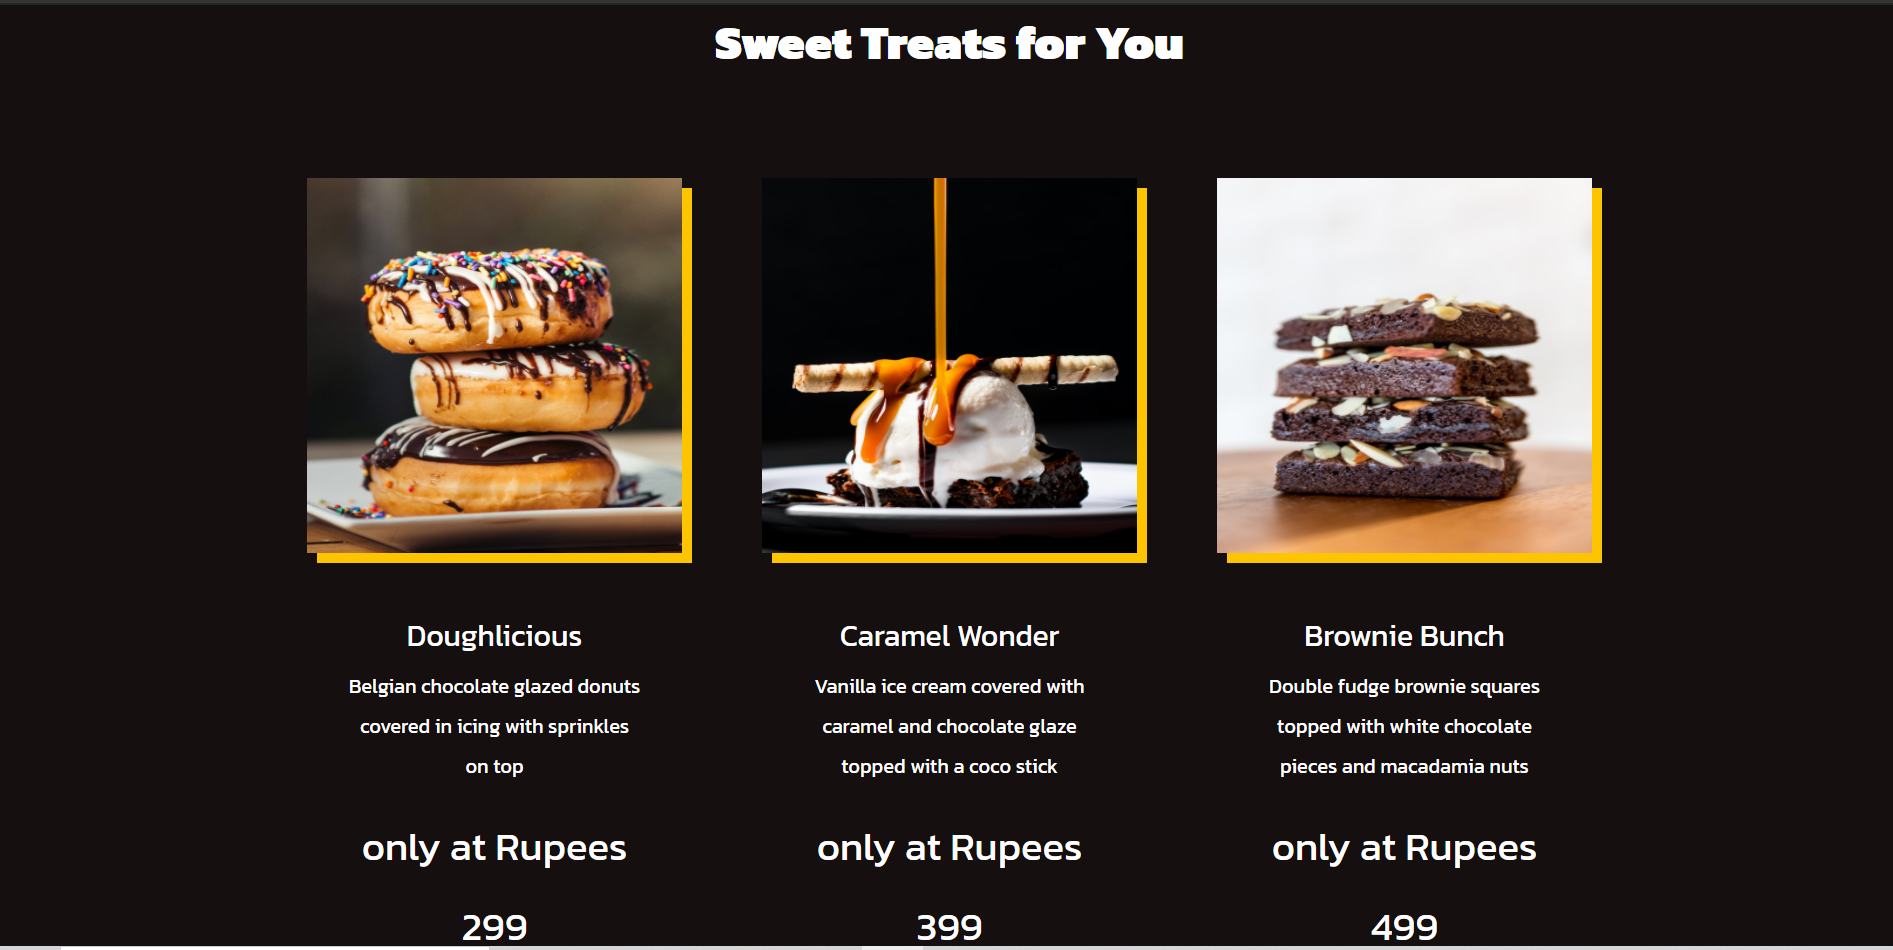 Sweet Treats for You
Doughlicious
Belgian chocolate glazed donuts
covered in icing with sprinkles
on top
only at Rupees
299
Caramel Wonder
Vanilla ice cream covered with
caramel and chocolate glaze
topped with a coco stick
only at Rupees
399
Brownie Bunch
Double fudge brownie squares
topped with white chocolate
pieces and macadamia nuts
only at Rupees
499